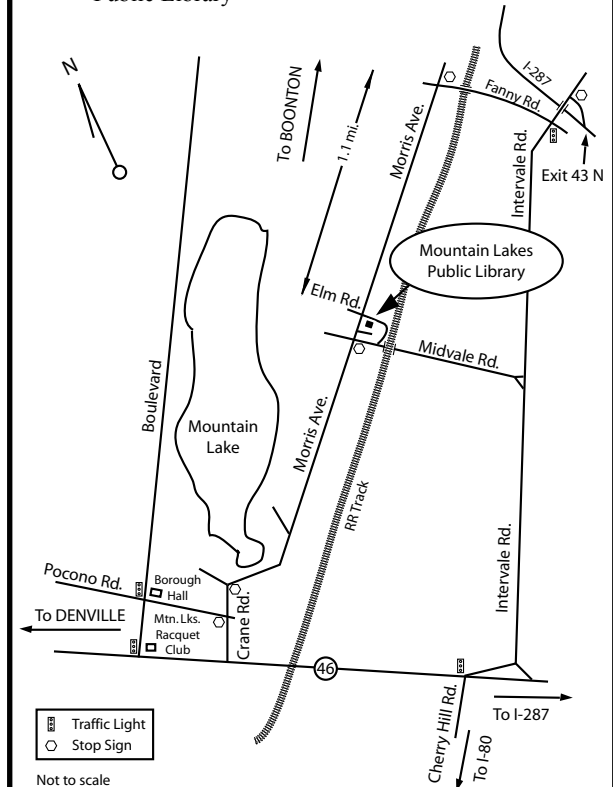 Public Library
N
To BOONTON
1.1 mi.
Morris Ave.
I-287
Fanny Rd.
Intervale Rd.
Exit 43 N
Mountain Lakes
Public Library
Elm Rd.
Midvale Rd.
Boulevard
Mountain
Lake
Morris Ave.
RR Track
Intervale Rd.
Pocono Rd.
Borough
Hall
To DENVILLE
Mtn. Lks.
Racquet
Club
Crane Rd.
46
Cherry Hill Rd.
To I-287
To I-80
Traffic Light
Stop Sign
Not to scale